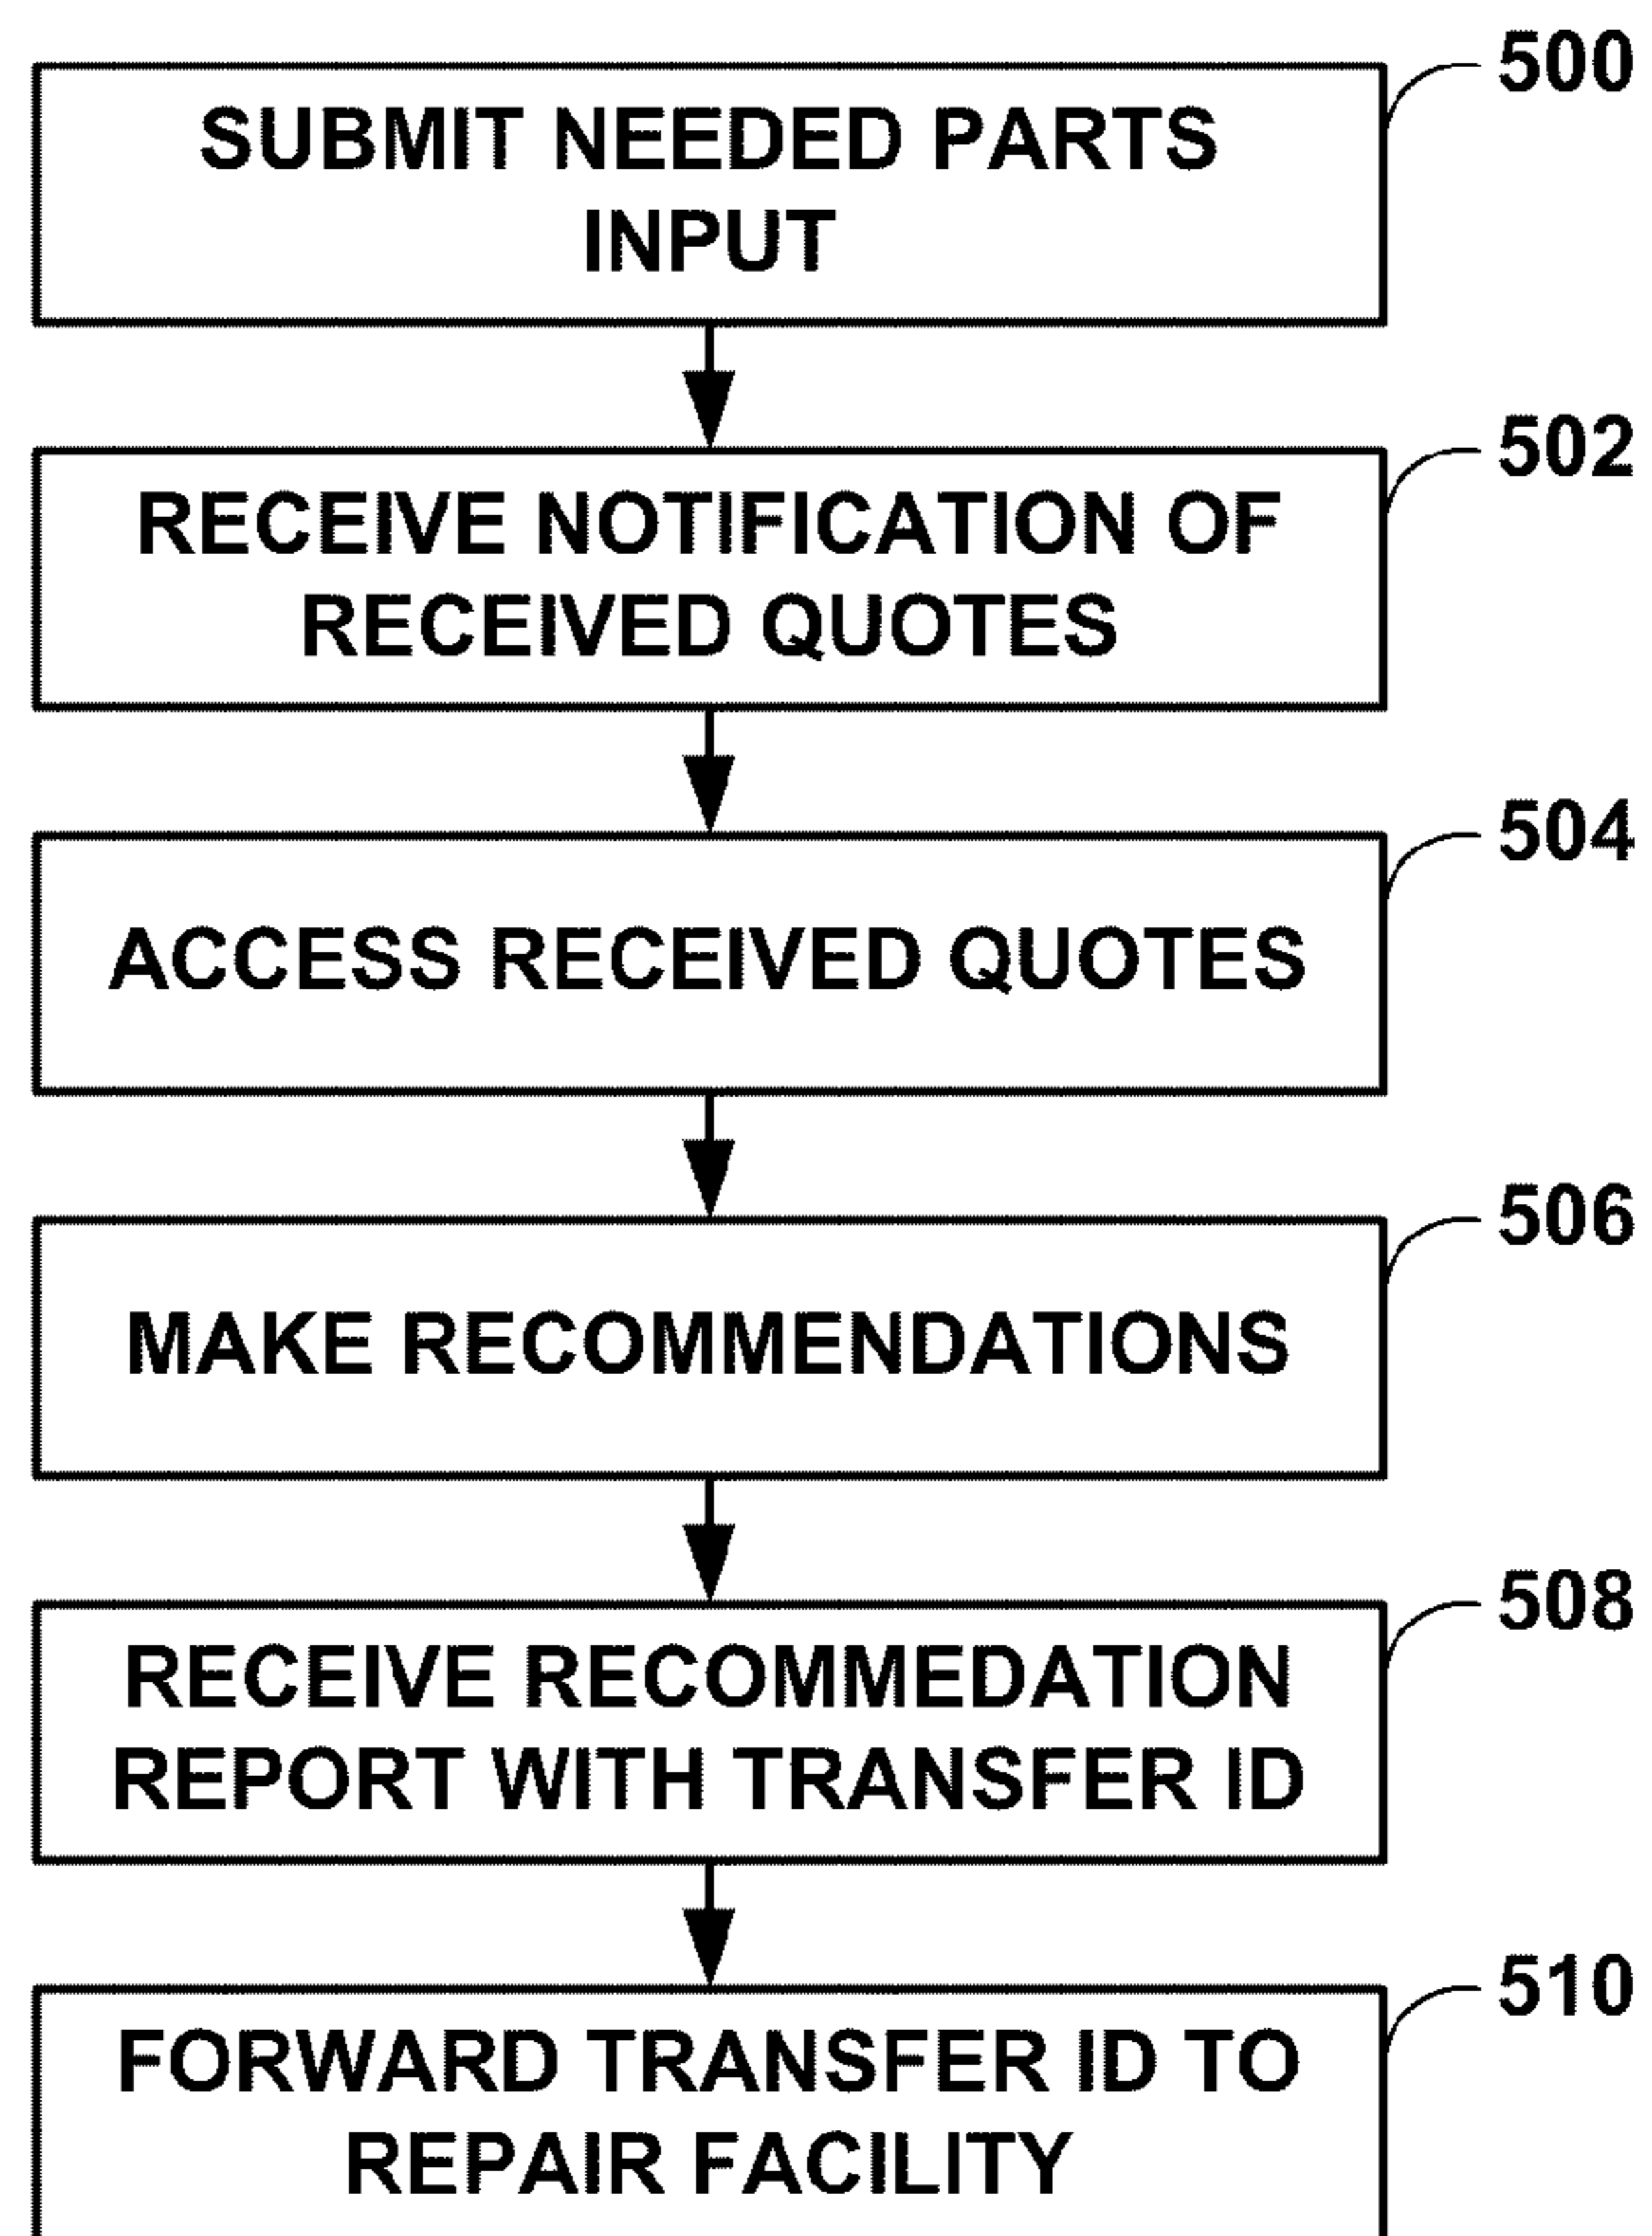 500
SUBMIT NEEDED PARTS
INPUT
502
RECEIVE NOTIFICATION OF
RECEIVED QUOTES
504
ACCESS RECEIVED QUOTES
506
MAKE RECOMMENDATIONS
508
RECEIVE RECOMMEDATION
REPORT WITH TRANSFER ID
510
FORWARD TRANSFER ID TO
REPAIR FACILITY